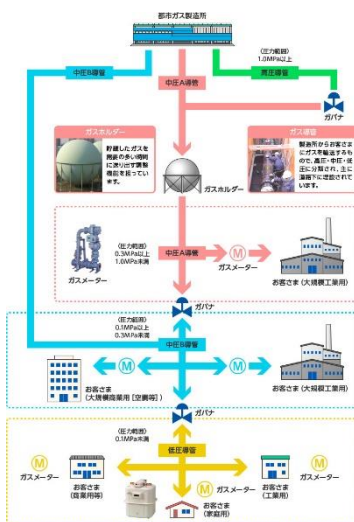 都市ガス製造所
(圧力範囲)
1.0MPa以上
中圧B導管
中圧A導管
高圧導管
ガバナ
ガスホルダー
貯蔵したガスを
需要の多い時間
に送り出す調整
機能を担ってい
ます。
ガス導管
製造所からお客さま
にガスを輸送するも
ので、高圧・中圧・低
圧に分類され、主に
道路下に埋設されて
います。
ガスホルダー
(圧力範囲)
0.3MPa以上
1.0MPa未満
中圧A導管
M
ガスメーター
ガスメーター
お客さま(大規模工業用)
ガバナ
(圧力範囲)
0.1MPa以上
0.3MPa未満
中圧B導管
M
M
お客さま
(大規模商業用[空調等])
お客さま(大規模工業用)
ガバナ
(圧力範囲)
0.1MPa未満
低圧導管
M
ガスメーター
M
ガスメーター
お客さま
(商業用等)
M
ガスメーター
お客さま
(工業用)
お客さま
(家庭用)